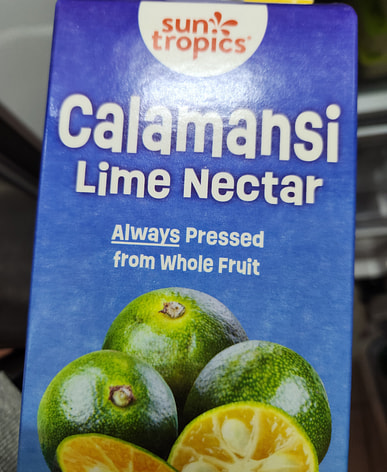 sun
tropics®
Calamansi
Lime Nectar
Always Pressed
from Whole Fruit